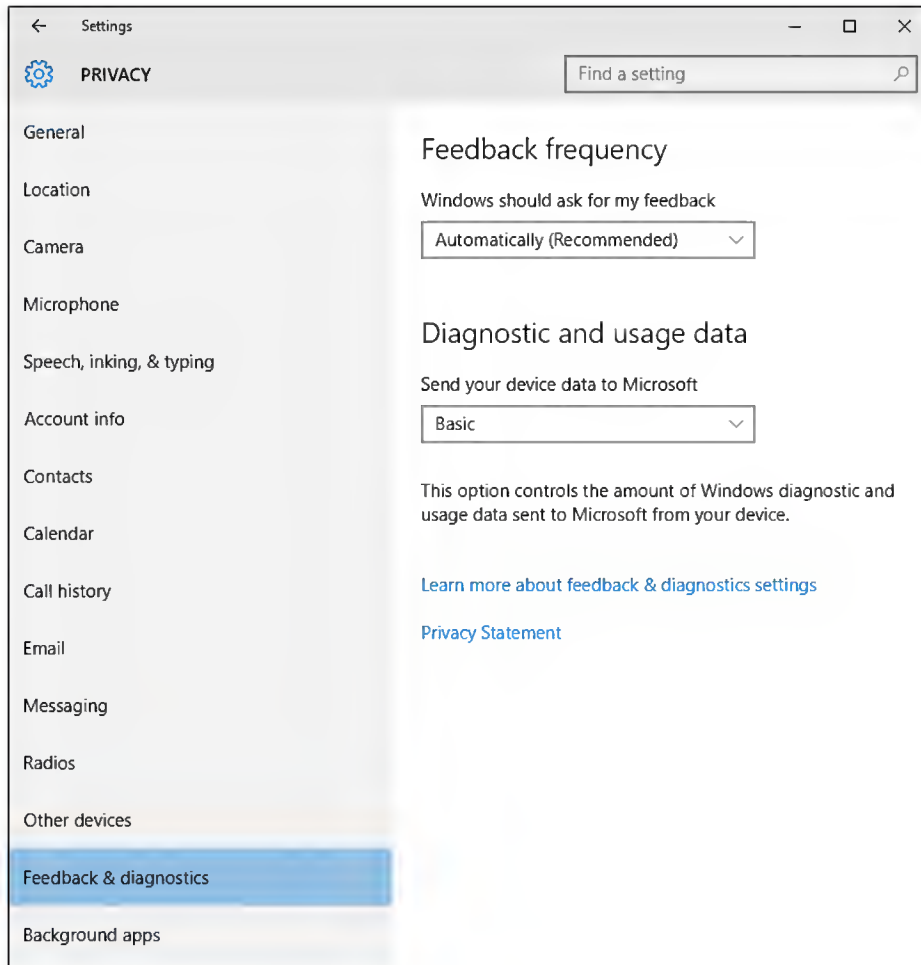 Settings
PRIVACY
Find a setting
General
Location
Camera
Microphone
Speech, inking, & typing
Account info
Contacts
Calendar
Call history
Email
Messaging
Radios
Other devices
Feedback & diagnostics
Background apps
Feedback frequency
Windows should ask for my feedback
Automatically (Recommended)
Diagnostic and usage data
Send your device data to Microsoft
Basic
This option controls the amount of Windows diagnostic and
usage data sent to Microsoft from your device.
Learn more about feedback & diagnostics settings
Privacy Statement